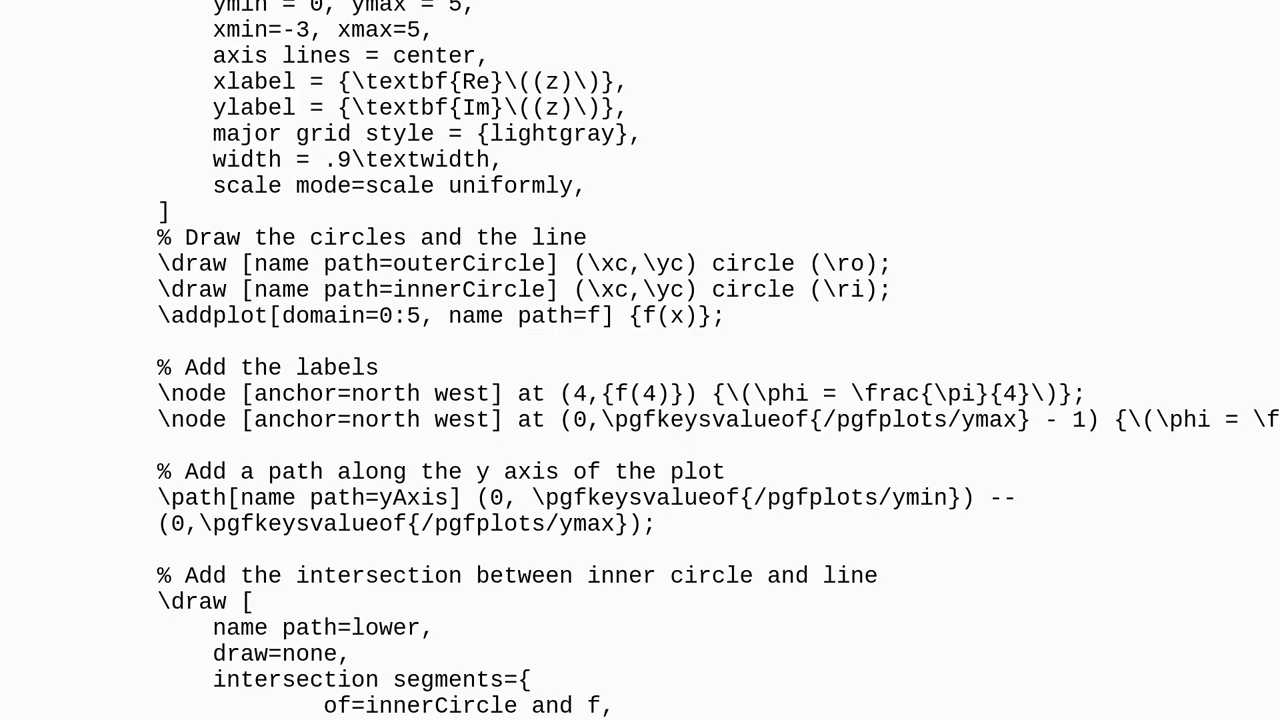 ymin = 0, ymax = 5,
xmin=-3, xmax=5,
axis lines = center,
xlabel = {\textbf{Re}\((z)\)},
ylabel = {\textbf{Im}\((z)\)},
major grid style = {lightgray},
width = .9\textwidth,
scale mode=scale uniformly,
]
% Draw the circles and the line
\draw [name path=outerCircle] (\xc,\yc) circle (\ro);
\draw [name path=innerCircle] (\xc,\yc) circle (\ri);
\addplot[domain=0:5, name path=f] {f(x)};
% Add the labels
\node [anchor=north west] at (4,{f(4)}) {\(\phi = \frac{\pi}{4}\)};
\node [anchor=north west] at (0,\pgfkeysvalueof{/pgfplots/ymax} - 1) {\(\phi = \f
% Add a path along the y axis of the plot
\path[name path=yAxis] (0, \pgfkeysvalueof{/pgfplots/ymin}) --
(0,\pgfkeysvalueof{/pgfplots/ymax});
% Add the intersection between inner circle and line
\draw [
name path=lower,
draw=none,
intersection segments={
of=innerCircle and f,